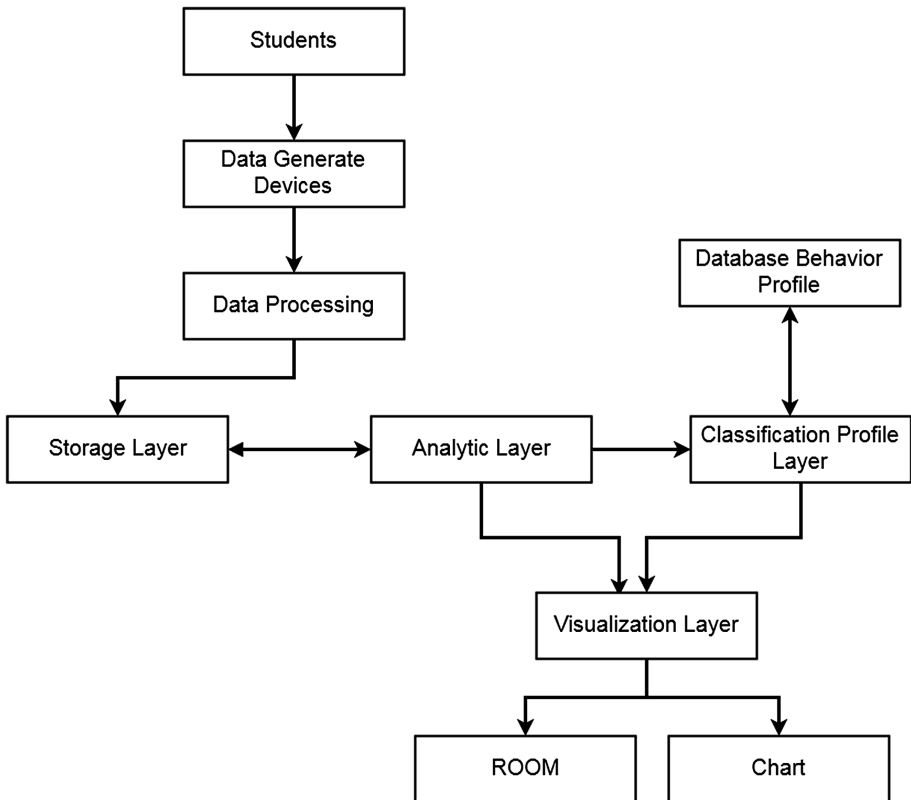 Students
Data Generate
Devices
Data Processing
Database Behavior
Profile
Storage Layer
Analytic Layer
Classification Profile
Layer
Visualization Layer
ROOM
Chart